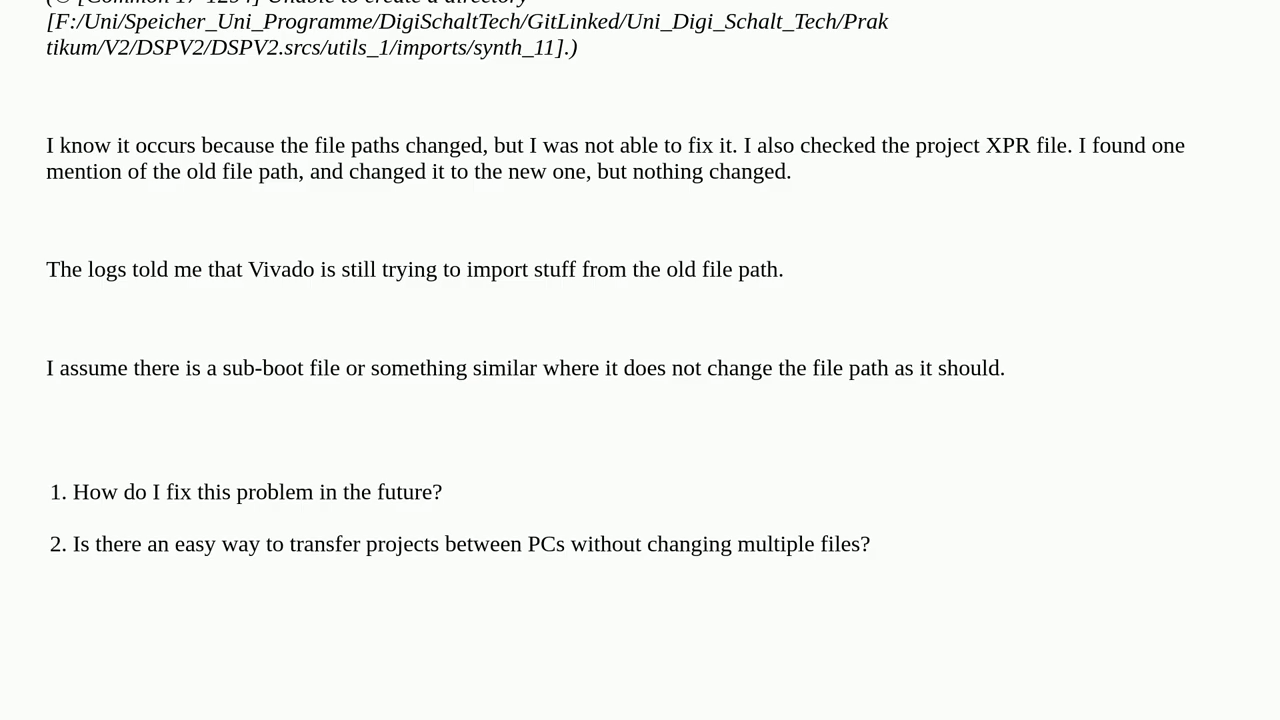 [F:/Uni/Speicher_Uni_Programme/DigiSchaltTech/GitLinked/Uni_Digi_Schalt_Tech/Prak
tikum/V2/DSPV2/DSPV2.srcs/utils_1/imports/synth_11].)
I know it occurs because the file paths changed, but I was not able to fix it. I also checked the project XPR file. I found one
mention of the old file path, and changed it to the new one, but nothing changed.
The logs told me that Vivado is still trying to import stuff from the old file path.
I assume there is a sub-boot file or something similar where it does not change the file path as it should.
1. How do I fix this problem in the future?
2. Is there an easy way to transfer projects between PCs without changing multiple files?